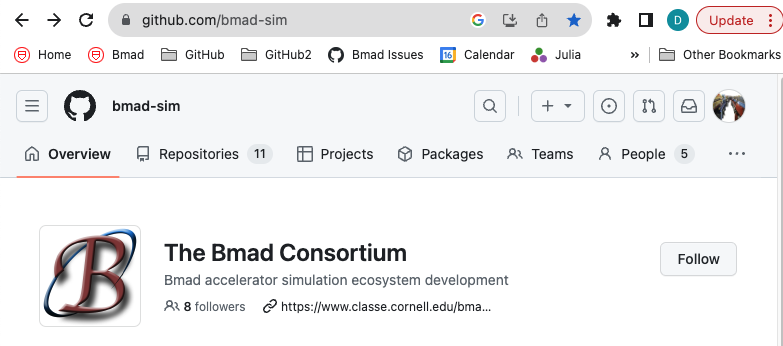 github.com/bmad-sim
G
D
Update
Home Bmad GitHub GitHub2 Bmad Issues 16 Calendar Julia » Other Bookmarks
bmad-sim
Overview Repositories 11 Projects Packages Teams People 5 ...
B
The Bmad Consortium
Follow
Bmad accelerator simulation ecosystem development
8 followers https://www.classe.cornell.edu/bma...